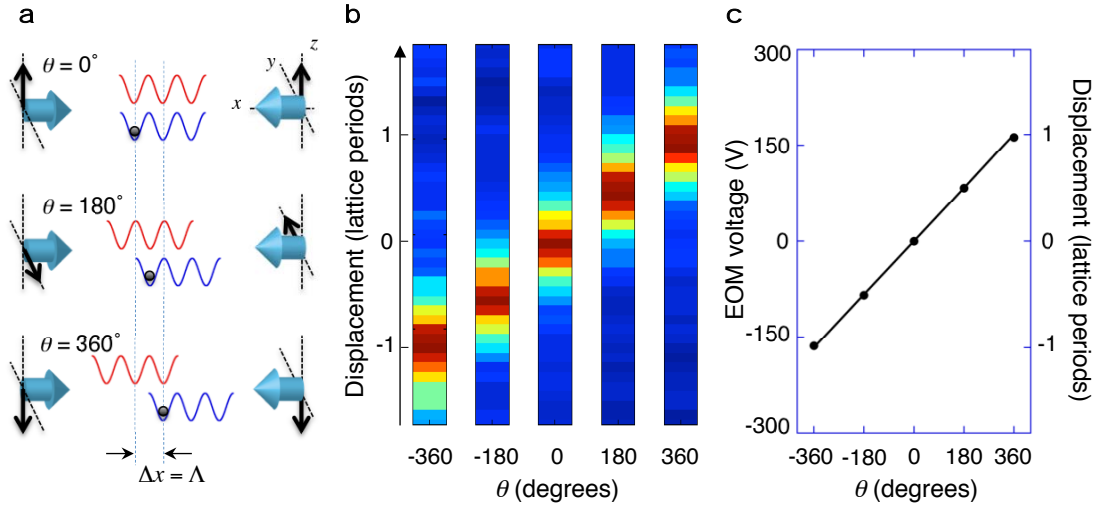 a
θ = 0°
z
y
x
θ = 180°
θ = 360°
Δx = Λ
b
Displacement (lattice periods)
1
0
-1
-360 -180 0 180 360
θ (degrees)
c
300
150
0
-150
-300
EOM voltage (V)
1
0
-1
Displacement (lattice periods)
-360 -180 0 180 360
θ (degrees)